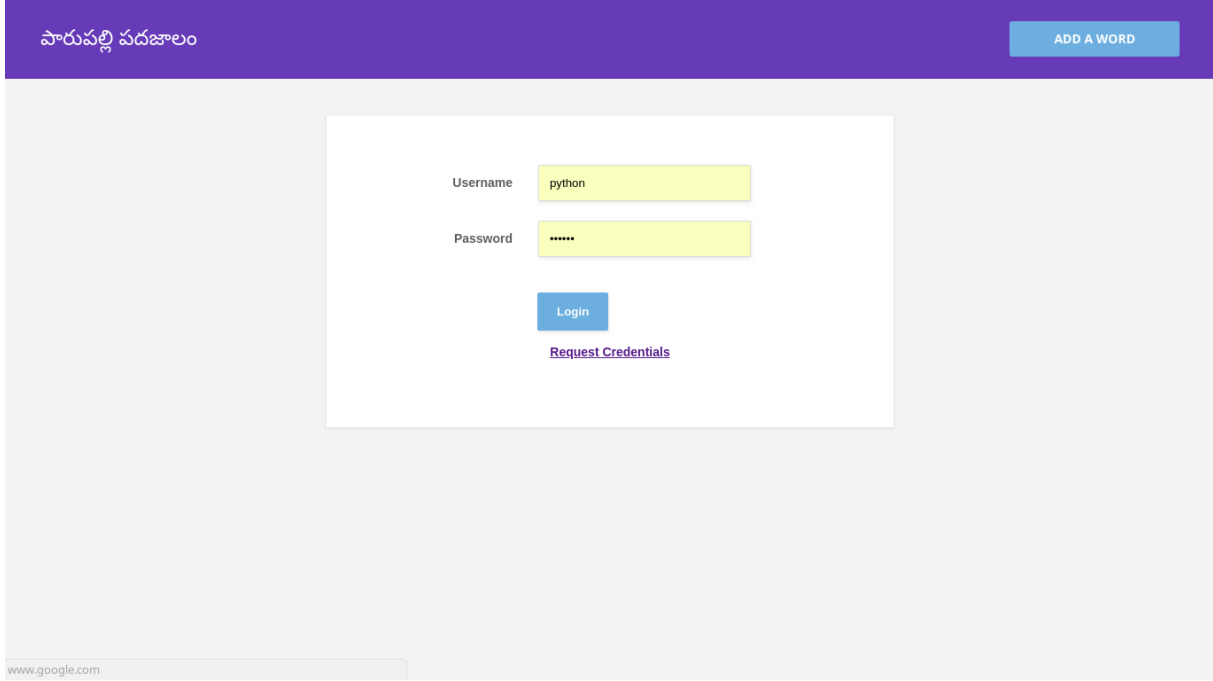 పారుపల్లి పదజాలం
ADD A WORD
Username
python
Password
••••••
Login
Request Credentials
www.google.com